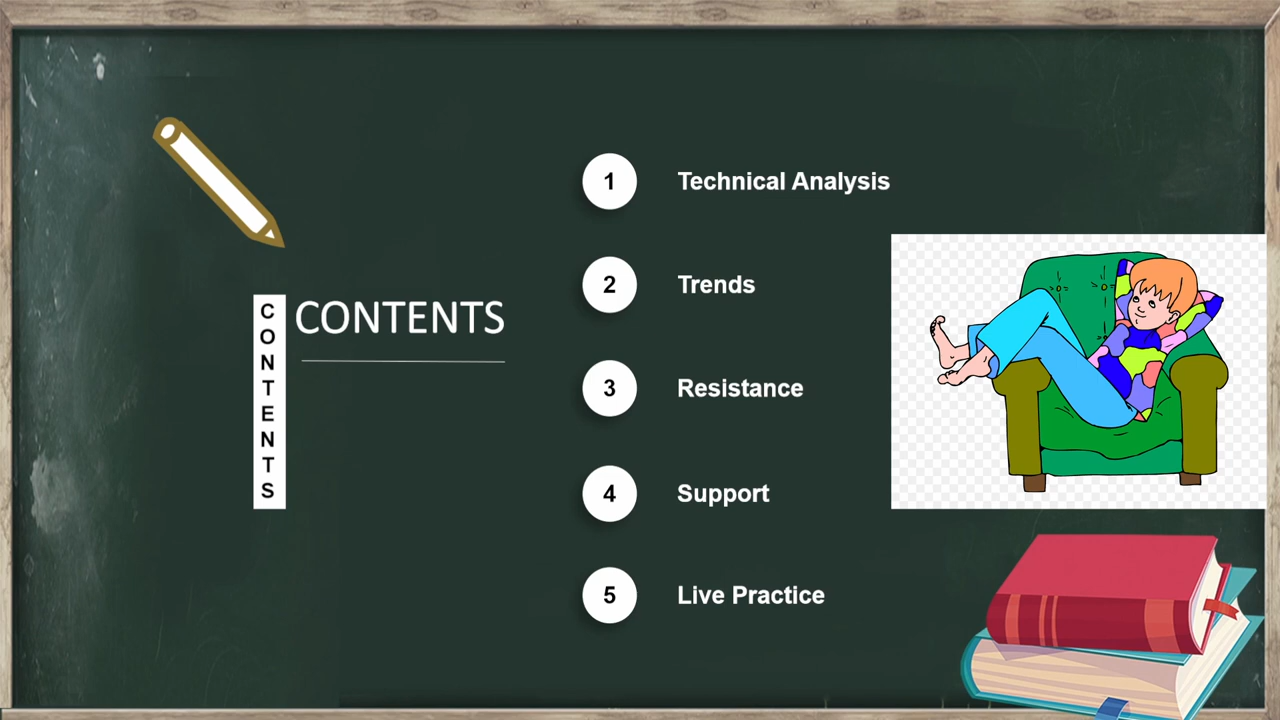 CONTENTS
CONTENTS
1 Technical Analysis
2 Trends
3 Resistance
4 Support
5 Live Practice